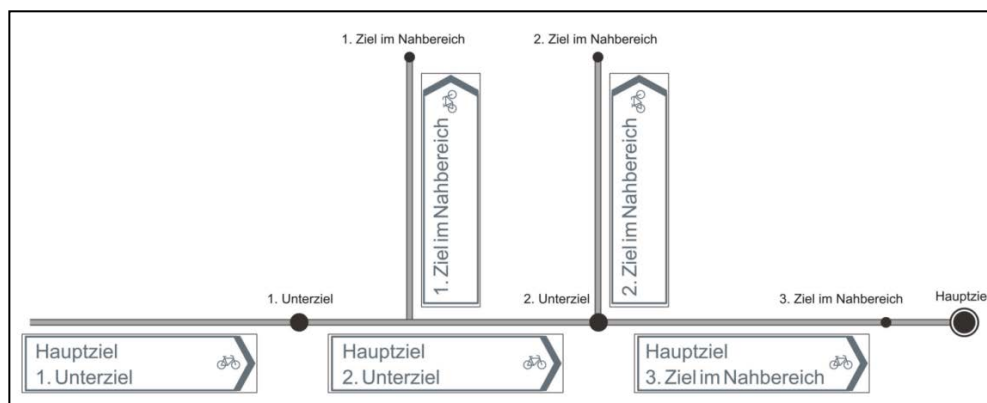 1. Ziel im Nahbereich
2. Ziel im Nahbereich
1. Ziel im Nahbereich
2. Ziel im Nahbereich
1. Unterziel
2. Unterziel
3. Ziel im Nahbereich
Hauptziel
Hauptziel
1. Unterziel
Hauptziel
2. Unterziel
Hauptziel
3. Ziel im Nahbereich